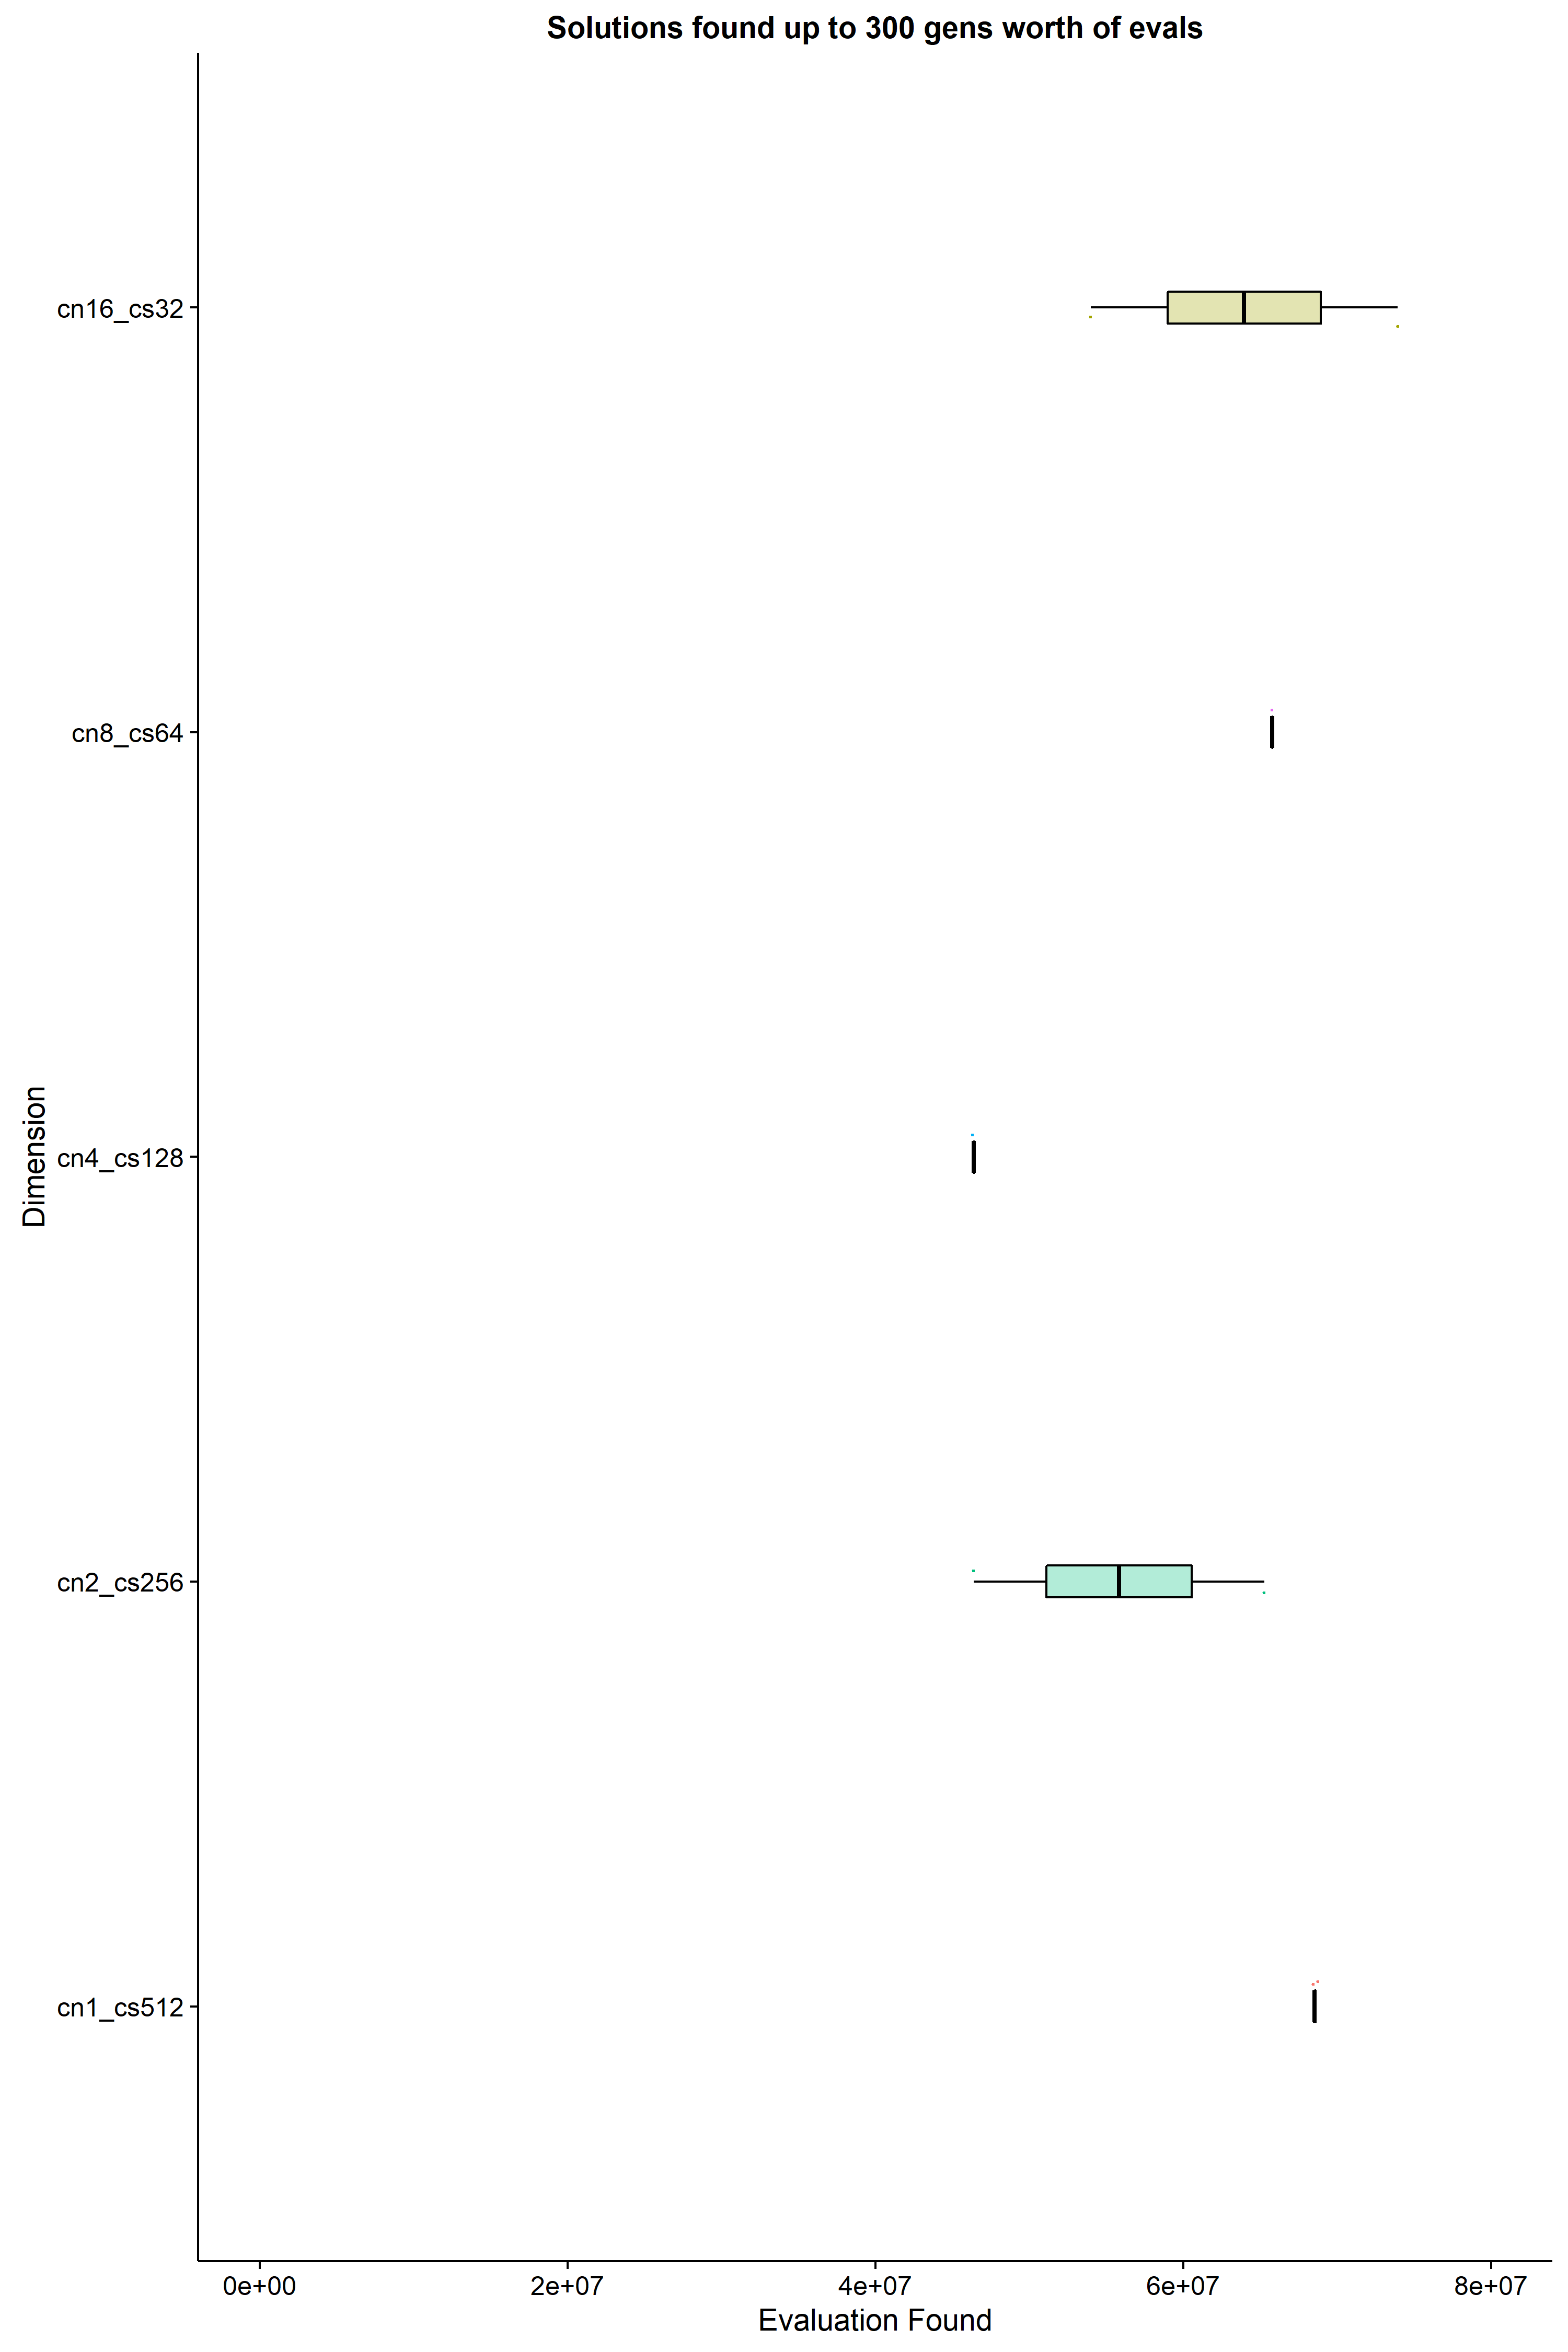 Solutions found up to 300 gens worth of evals
cn16_cs32
cn8_cs64
cn4_cs128
cn2_cs256
cn1_cs512
Dimension
0e+00 2e+07 4e+07 6e+07 8e+07
Evaluation Found